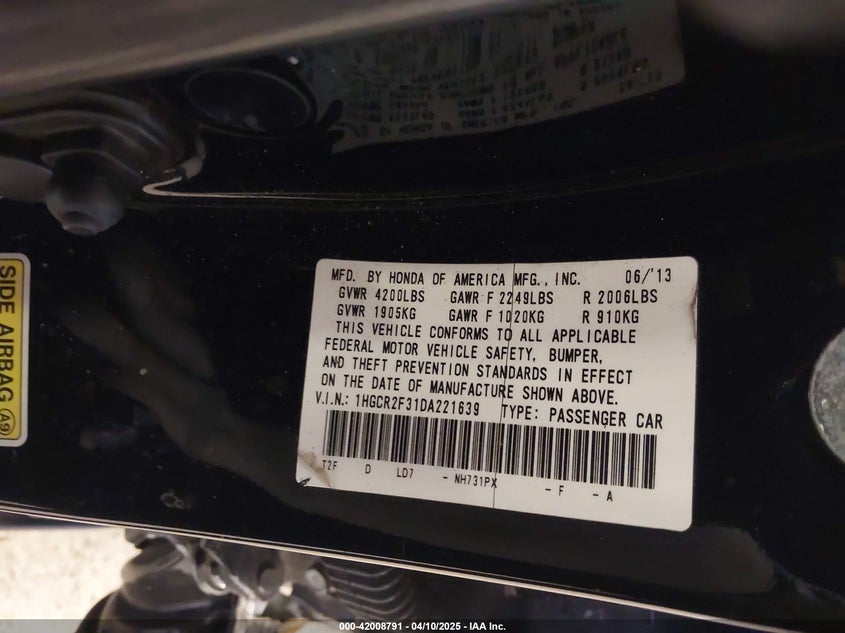 MFD. BY HONDA OF AMERICA MFG., INC. 06/'13
GVWR 4200LBS GAWR F 2249LBS R 2006LBS
GVWR 1905KG GAWR F 1020KG R 910KG
THIS VEHICLE CONFORMS TO ALL APPLICABLE
FEDERAL MOTOR VEHICLE SAFETY, BUMPER,
AND THEFT PREVENTION STANDARDS IN EFFECT
ON THE DATE OF MANUFACTURE SHOWN ABOVE.
V.I.N.: 1HGCR2F31DA221639 TYPE: PASSENGER CAR
T2F D LD7 - NH731PX - F - A
SIDE AIRBAG A9
000-42008791 - 04/10/2025 - IAA Inc.